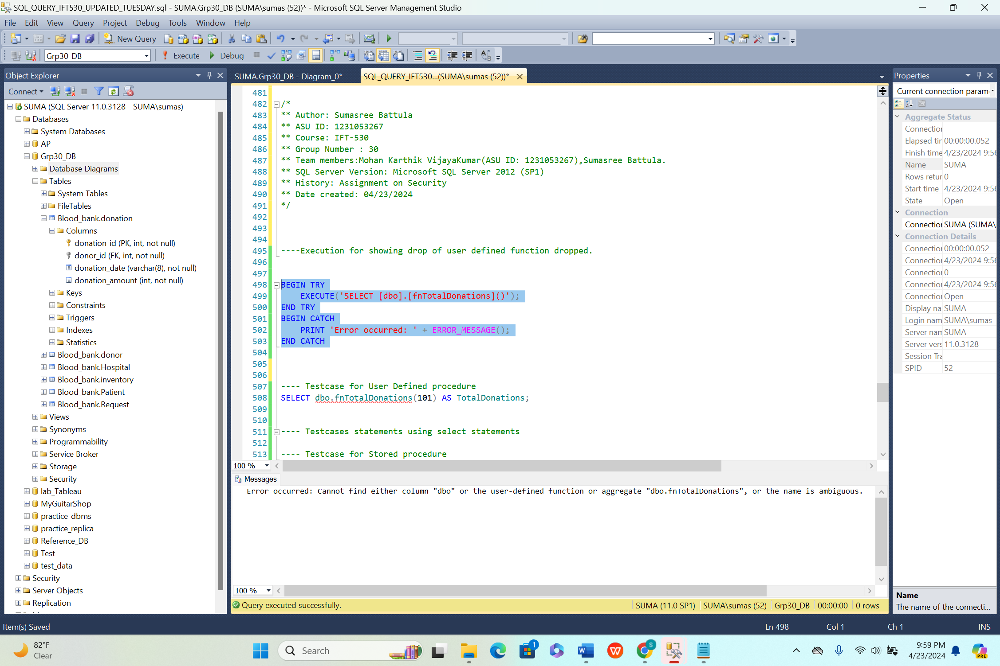 SQL_QUERY_IFT530_UPDATED_TUESDAY.sql - SUMA.Grp30_DB (SUMA\sumas (52))* - Microsoft SQL Server Management Studio
File Edit View Query Project Debug Tools Window Help
New Query
Grp30_DB Execute Debug
Object Explorer
Connect
SUMA (SQL Server 11.0.3128 - SUMA\sumas)
Databases
System Databases
AP
Grp30_DB
Database Diagrams
Tables
System Tables
FileTables
Blood_bank.donation
Columns
donation_id (PK, int, not null)
donor_id (FK, int, not null)
donation_date (varchar(8), not null)
donation_amount (int, not null)
Keys
Constraints
Triggers
Indexes
Statistics
Blood_bank.donor
Blood_bank.Hospital
Blood_bank.inventory
Blood_bank.Patient
Blood_bank.Request
Views
Synonyms
Programmability
Service Broker
Storage
Security
lab_Tableau
MyGuitarShop
practice_dbms
practice_replica
Reference_DB
Test
test_data
Security
Server Objects
Replication
SUMA.Grp30_DB - Diagram_0*
SQL_QUERY_IFT530...(SUMA\sumas (52))*
481
482 /*
483 ** Author: Sumasree Battula
484 ** ASU ID: 1231053267
485 ** Course: IFT-530
486 ** Group Number : 30
487 ** Team members:Mohan Karthik VijayaKumar(ASU ID: 1231053267),Sumasree Battula.
488 ** SQL Server Version: Microsoft SQL Server 2012 (SP1)
489 ** History: Assignment on Security
490 ** Date created: 04/23/2024
491 */
492
493
494
495 ----Execution for showing drop of user defined function dropped.
496
497
498 BEGIN TRY
499 EXECUTE('SELECT [dbo].[fnTotalDonations]()');
500 END TRY
501 BEGIN CATCH
502 PRINT 'Error occurred: ' + ERROR_MESSAGE();
503 END CATCH
504
505
506
507 ---- Testcase for User Defined procedure
508 SELECT dbo.fnTotalDonations(101) AS TotalDonations;
509
510
511 ---- Testcases statements using select statements
512
513 ---- Testcase for Stored procedure
100 %
Messages
Error occurred: Cannot find either column "dbo" or the user-defined function or aggregate "dbo.fnTotalDonations", or the name is ambiguous.
100 %
Query executed successfully. SUMA (11.0 SP1) SUMA\sumas (52) Grp30_DB 00:00:00 0 rows
Properties
Current connection param
Aggregate Status
Connectio
Elapsed tir 00:00:00.052
Finish time 4/23/2024 9:56
Name SUMA
Rows retur 0
Start time 4/23/2024 9:56
State Open
Connection
Connectio SUMA (SUMA\
Connection Details
Connectio 00:00:00.052
Connectio 4/23/2024 9:56
Connectio 0
Connectio 4/23/2024 9:56
Connectio Open
Display na SUMA
Login nam SUMA\sumas
Server nam SUMA
Server vers 11.0.3128
Session Tra
SPID 52
Name
The name of the connecti...
Item(s) Saved Ln 498 Col 1 Ch 1 INS
82°F
Clear
Search
1
S
W
PRE
9:59 PM
4/23/2024